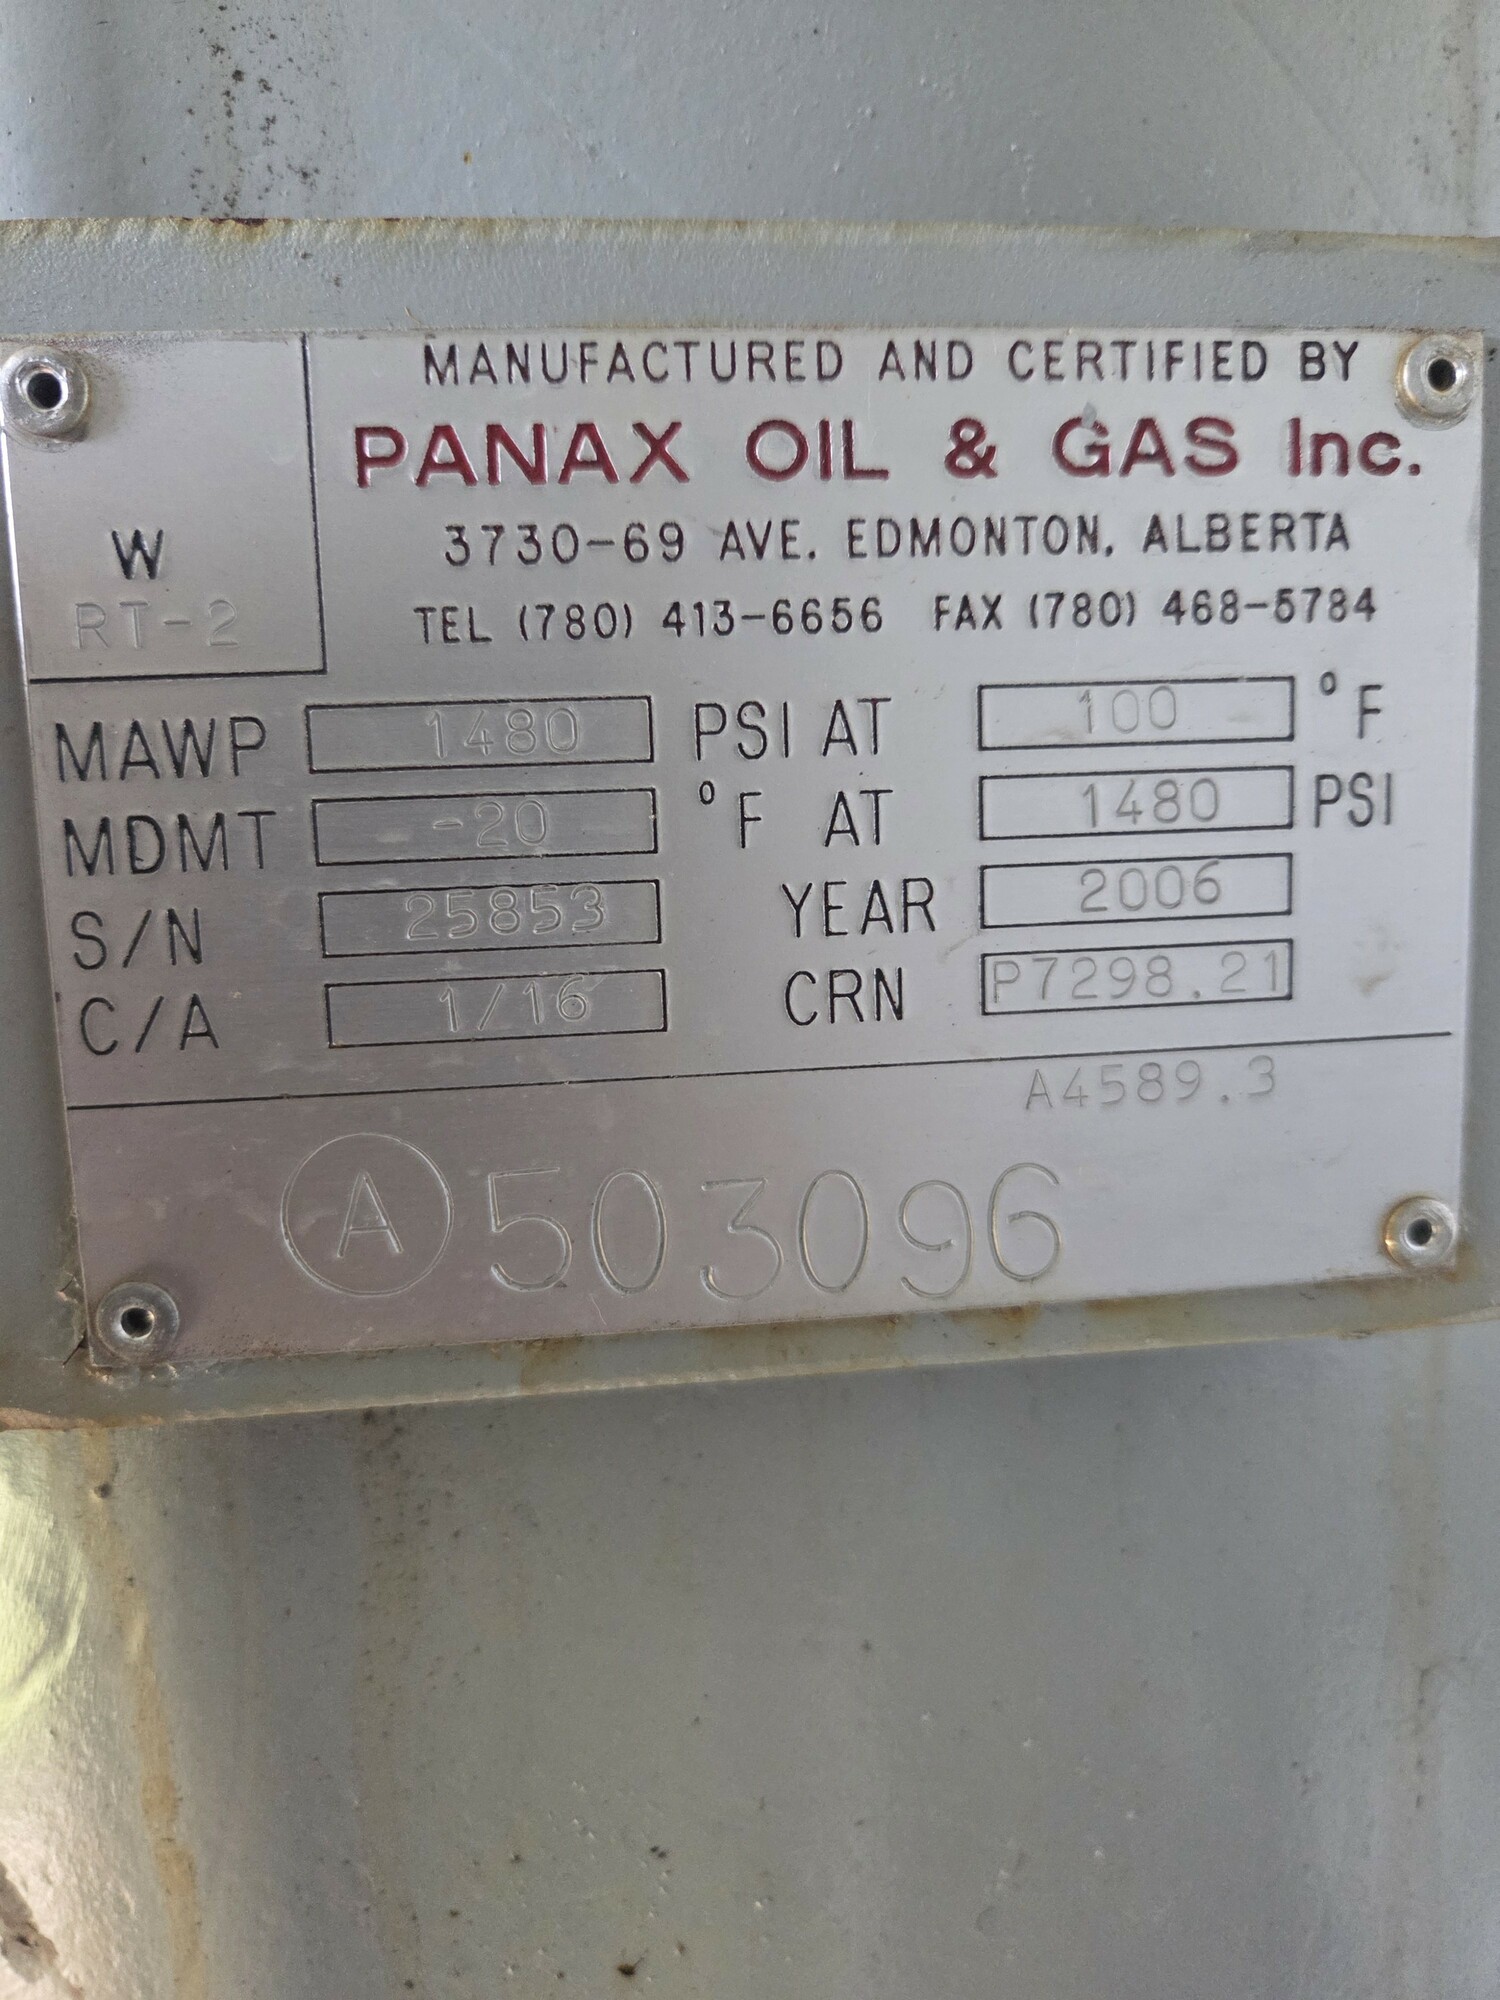 MANUFACTURED AND CERTIFIED BY
PANAX OIL & GAS Inc.
3730-69 AVE. EDMONTON. ALBERTA
TEL (780) 413-6656 FAX (780) 468-5784
W
RT-2
MAWP 1480 PSI AT 100 °F
MDMT -20 °F AT 1480 PSI
S/N 25853 YEAR 2006
C/A 1/16 CRN P7298.21
A4589.3
A 503096